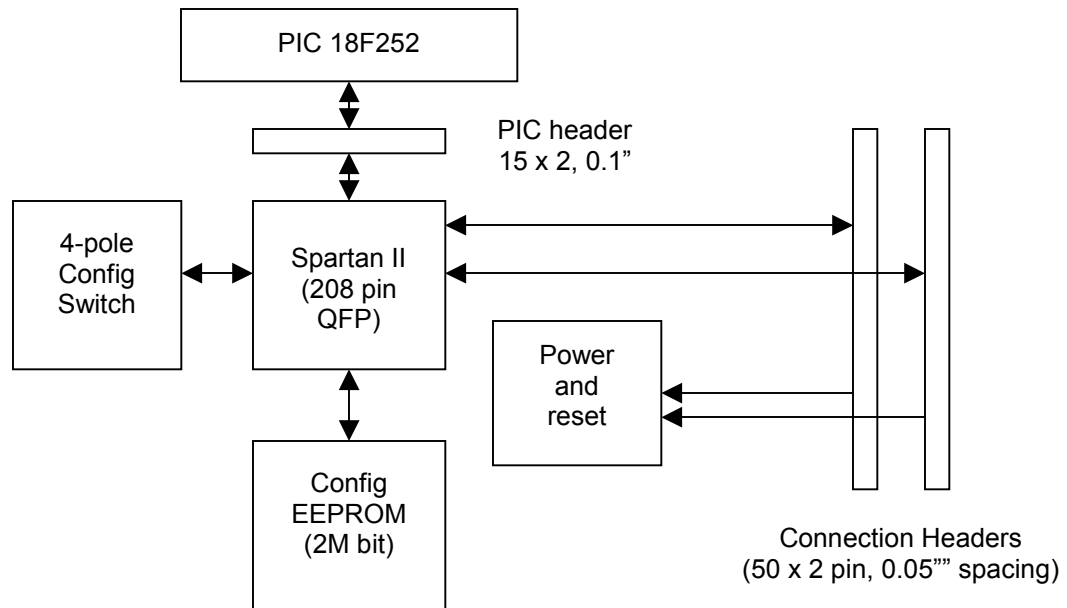 PIC 18F252
PIC header
15 x 2, 0.1”
4-pole
Config
Switch
Spartan II
(208 pin
QFP)
Power
and
reset
Config
EEPROM
(2M bit)
Connection Headers
(50 x 2 pin, 0.05”” spacing)